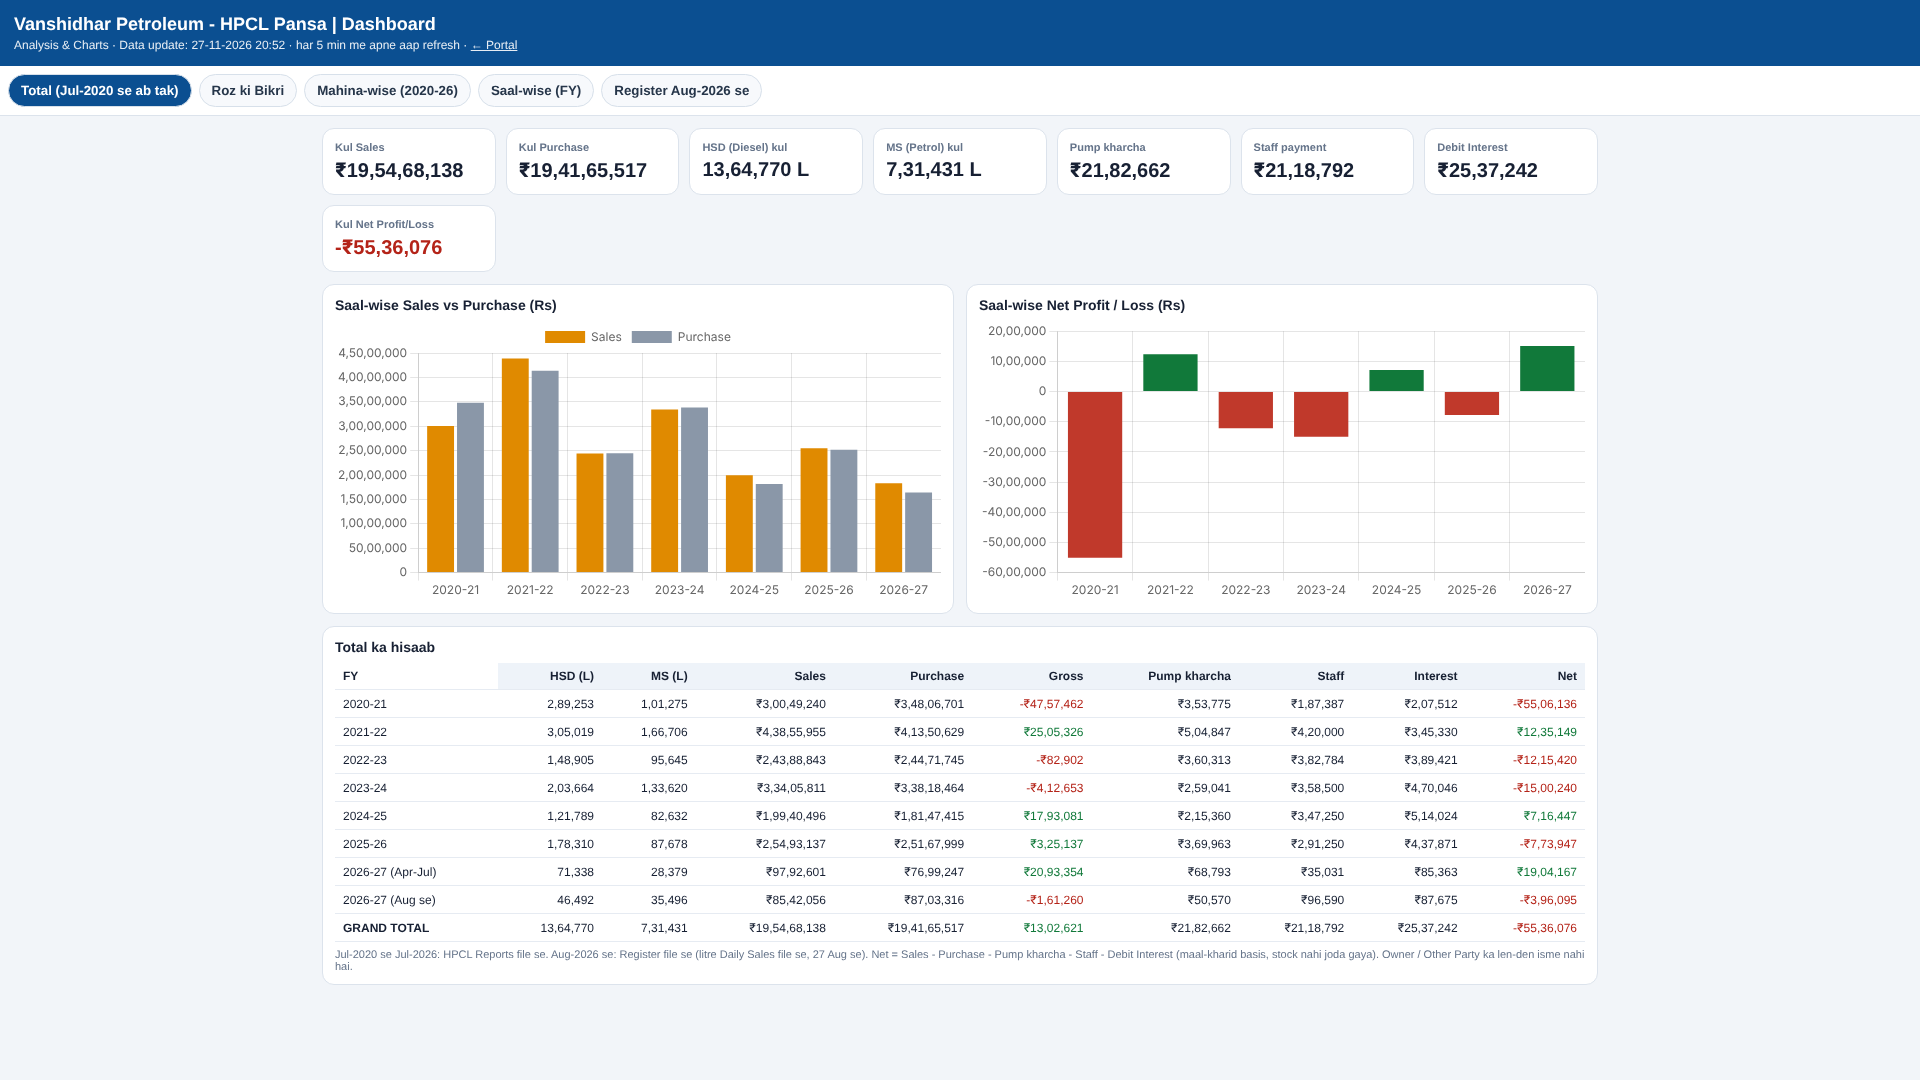 Vanshidhar Petroleum - HPCL Pansa | Dashboard
Analysis & Charts · Data update: 27-11-2026 20:52 · har 5 min me apne aap refresh · ← Portal
Total (Jul-2020 se ab tak) Roz ki Bikri Mahina-wise (2020-26) Saal-wise (FY) Register Aug-2026 se
Kul Sales Kul Purchase HSD (Diesel) kul MS (Petrol) kul Pump kharcha Staff payment Debit Interest
₹19,54,68,138 ₹19,41,65,517 13,64,770 L 7,31,431 L ₹21,82,662 ₹21,18,792 ₹25,37,242
Kul Net Profit/Loss
-₹55,36,076
Saal-wise Sales vs Purchase (Rs)
Sales Purchase
4,50,00,000
4,00,00,000
3,50,00,000
3,00,00,000
2,50,00,000
2,00,00,000
1,50,00,000
1,00,00,000
50,00,000
0
2020-21 2021-22 2022-23 2023-24 2024-25 2025-26 2026-27
Saal-wise Net Profit / Loss (Rs)
20,00,000
10,00,000
0
-10,00,000
-20,00,000
-30,00,000
-40,00,000
-50,00,000
-60,00,000
2020-21 2021-22 2022-23 2023-24 2024-25 2025-26 2026-27
Total ka hisaab
FY HSD (L) MS (L) Sales Purchase Gross Pump kharcha Staff Interest Net
2020-21 2,89,253 1,01,275 ₹3,00,49,240 ₹3,48,06,701 -₹47,57,462 ₹3,53,775 ₹1,87,387 ₹2,07,512 -₹55,06,136
2021-22 3,05,019 1,66,706 ₹4,38,55,955 ₹4,13,50,629 ₹25,05,326 ₹5,04,847 ₹4,20,000 ₹3,45,330 ₹12,35,149
2022-23 1,48,905 95,645 ₹2,43,88,843 ₹2,44,71,745 -₹82,902 ₹3,60,313 ₹3,82,784 ₹3,89,421 -₹12,15,420
2023-24 2,03,664 1,33,620 ₹3,34,05,811 ₹3,38,18,464 -₹4,12,653 ₹2,59,041 ₹3,58,500 ₹4,70,046 -₹15,00,240
2024-25 1,21,789 82,632 ₹1,99,40,496 ₹1,81,47,415 ₹17,93,081 ₹2,15,360 ₹3,47,250 ₹5,14,024 ₹7,16,447
2025-26 1,78,310 87,678 ₹2,54,93,137 ₹2,51,67,999 ₹3,25,137 ₹3,69,963 ₹2,91,250 ₹4,37,871 -₹7,73,947
2026-27 (Apr-Jul) 71,338 28,379 ₹97,92,601 ₹76,99,247 ₹20,93,354 ₹68,793 ₹35,031 ₹85,363 ₹19,04,167
2026-27 (Aug se) 46,492 35,496 ₹85,42,056 ₹87,03,316 -₹1,61,260 ₹50,570 ₹96,590 ₹87,675 -₹3,96,095
GRAND TOTAL 13,64,770 7,31,431 ₹19,54,68,138 ₹19,41,65,517 ₹13,02,621 ₹21,82,662 ₹21,18,792 ₹25,37,242 -₹55,36,076
Jul-2020 se Jul-2026: HPCL Reports file se. Aug-2026 se: Register file se (litre Daily Sales file se, 27 Aug se). Net = Sales - Purchase - Pump kharcha - Staff - Debit Interest (maal-kharid basis, stock nahi joda gaya). Owner / Other Party ka len-den isme nahi
hai.